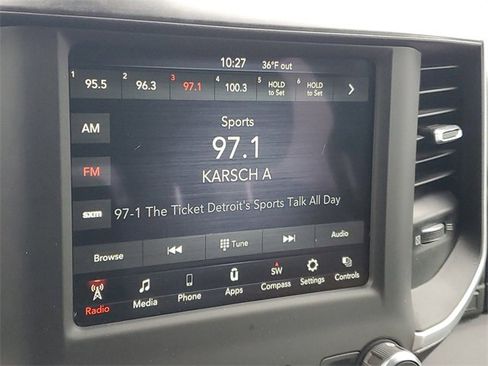 10:27 36°F out
1 95.5 2 96.3 3 97.1 4 100.3 5 HOLD to Set 6 HOLD to Set
AM
FM
sxm
Sports
97.1
KARSCH A
97-1 The Ticket Detroit's Sports Talk All Day
Browse Tune Audio
Radio Media Phone Apps SW Compass Settings Controls